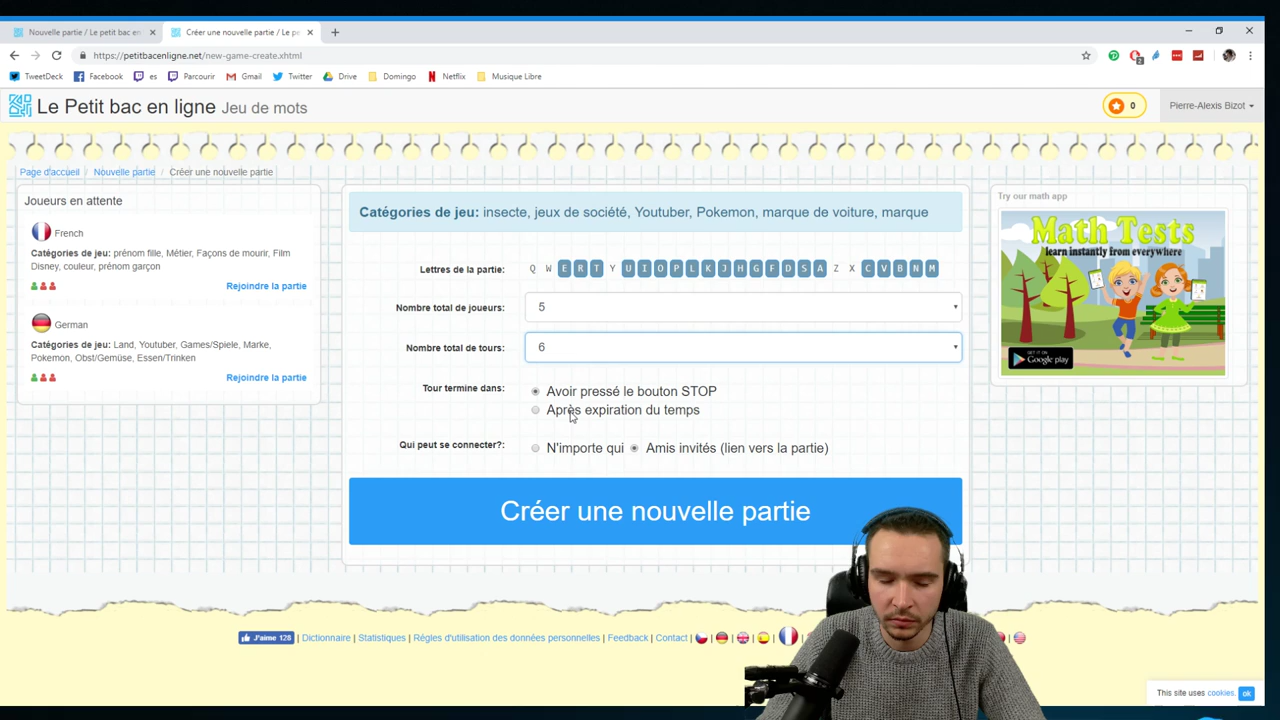 Nouvelle partie / Le petit bac en
Créer une nouvelle partie / Le pe
https://petitbacenligne.net/new-game-create.xhtml
TweetDeck Facebook es Parcourir Gmail Twitter Drive Domingo Netflix Musique Libre
Le Petit bac en ligne Jeu de mots
0
Pierre-Alexis Bizot
Page d'accueil / Nouvelle partie / Créer une nouvelle partie
Joueurs en attente
French
Catégories de jeu: prénom fille, Métier, Façons de mourir, Film
Disney, couleur, prénom garçon
Rejoindre la partie
German
Catégories de jeu: Land, Youtuber, Games/Spiele, Marke,
Pokemon, Obst/Gemüse, Essen/Trinken
Rejoindre la partie
Catégories de jeu: insecte, jeux de société, Youtuber, Pokemon, marque de voiture, marque
Lettres de la partie: Q W E R T Y U I O P L K J H G F D S A Z X C V B N M
Nombre total de joueurs: 5
Nombre total de tours: 6
Tour termine dans: Avoir pressé le bouton STOP
Après expiration du temps
Qui peut se connecter?: N'importe qui Amis invités (lien vers la partie)
Créer une nouvelle partie
Try our math app
Math Tests
learn instantly from everywhere
GET IT ON
Google play
J'aime 128 | Dictionnaire | Statistiques | Règles d'utilisation des données personnelles | Feedback | Contact |
This site uses cookies. ok